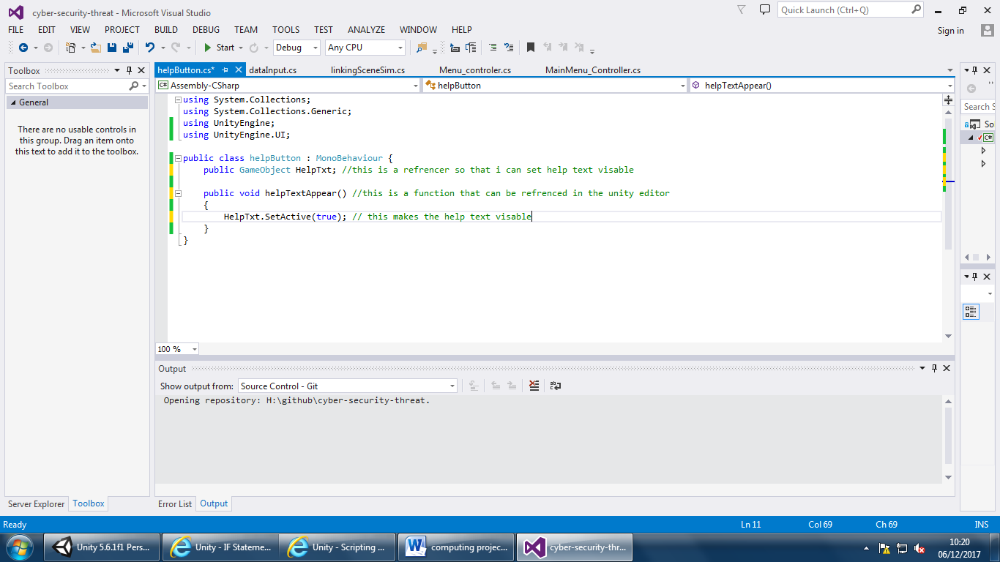 cyber-security-threat - Microsoft Visual Studio
Quick Launch (Ctrl+Q)
FILE EDIT VIEW PROJECT BUILD DEBUG TEAM TOOLS TEST ANALYZE WINDOW HELP
Sign in
Start Debug Any CPU
Toolbox
Search Toolbox
General
There are no usable controls in
this group. Drag an item onto
this text to add it to the toolbox.
Server Explorer Toolbox
helpButton.cs* dataInput.cs linkingSceneSim.cs Menu_controler.cs MainMenu_Controller.cs
C# Assembly-CSharp helpButton helpTextAppear()
using System.Collections;
using System.Collections.Generic;
using UnityEngine;
using UnityEngine.UI;
public class helpButton : MonoBehaviour {
public GameObject HelpTxt; //this is a refrencer so that i can set help text visable
public void helpTextAppear() //this is a function that can be refrenced in the unity editor
{
HelpTxt.SetActive(true); // this makes the help text visable
}
}
100 %
Output
Show output from: Source Control - Git
Opening repository: H:\github\cyber-security-threat.
Error List Output
Search S
So
C#
Ready Ln 11 Col 69 Ch 69 INS
Unity 5.6.1f1 Pers... Unity - IF Stateme... Unity - Scripting ... computing projec... cyber-security-thr...
10:20
06/12/2017